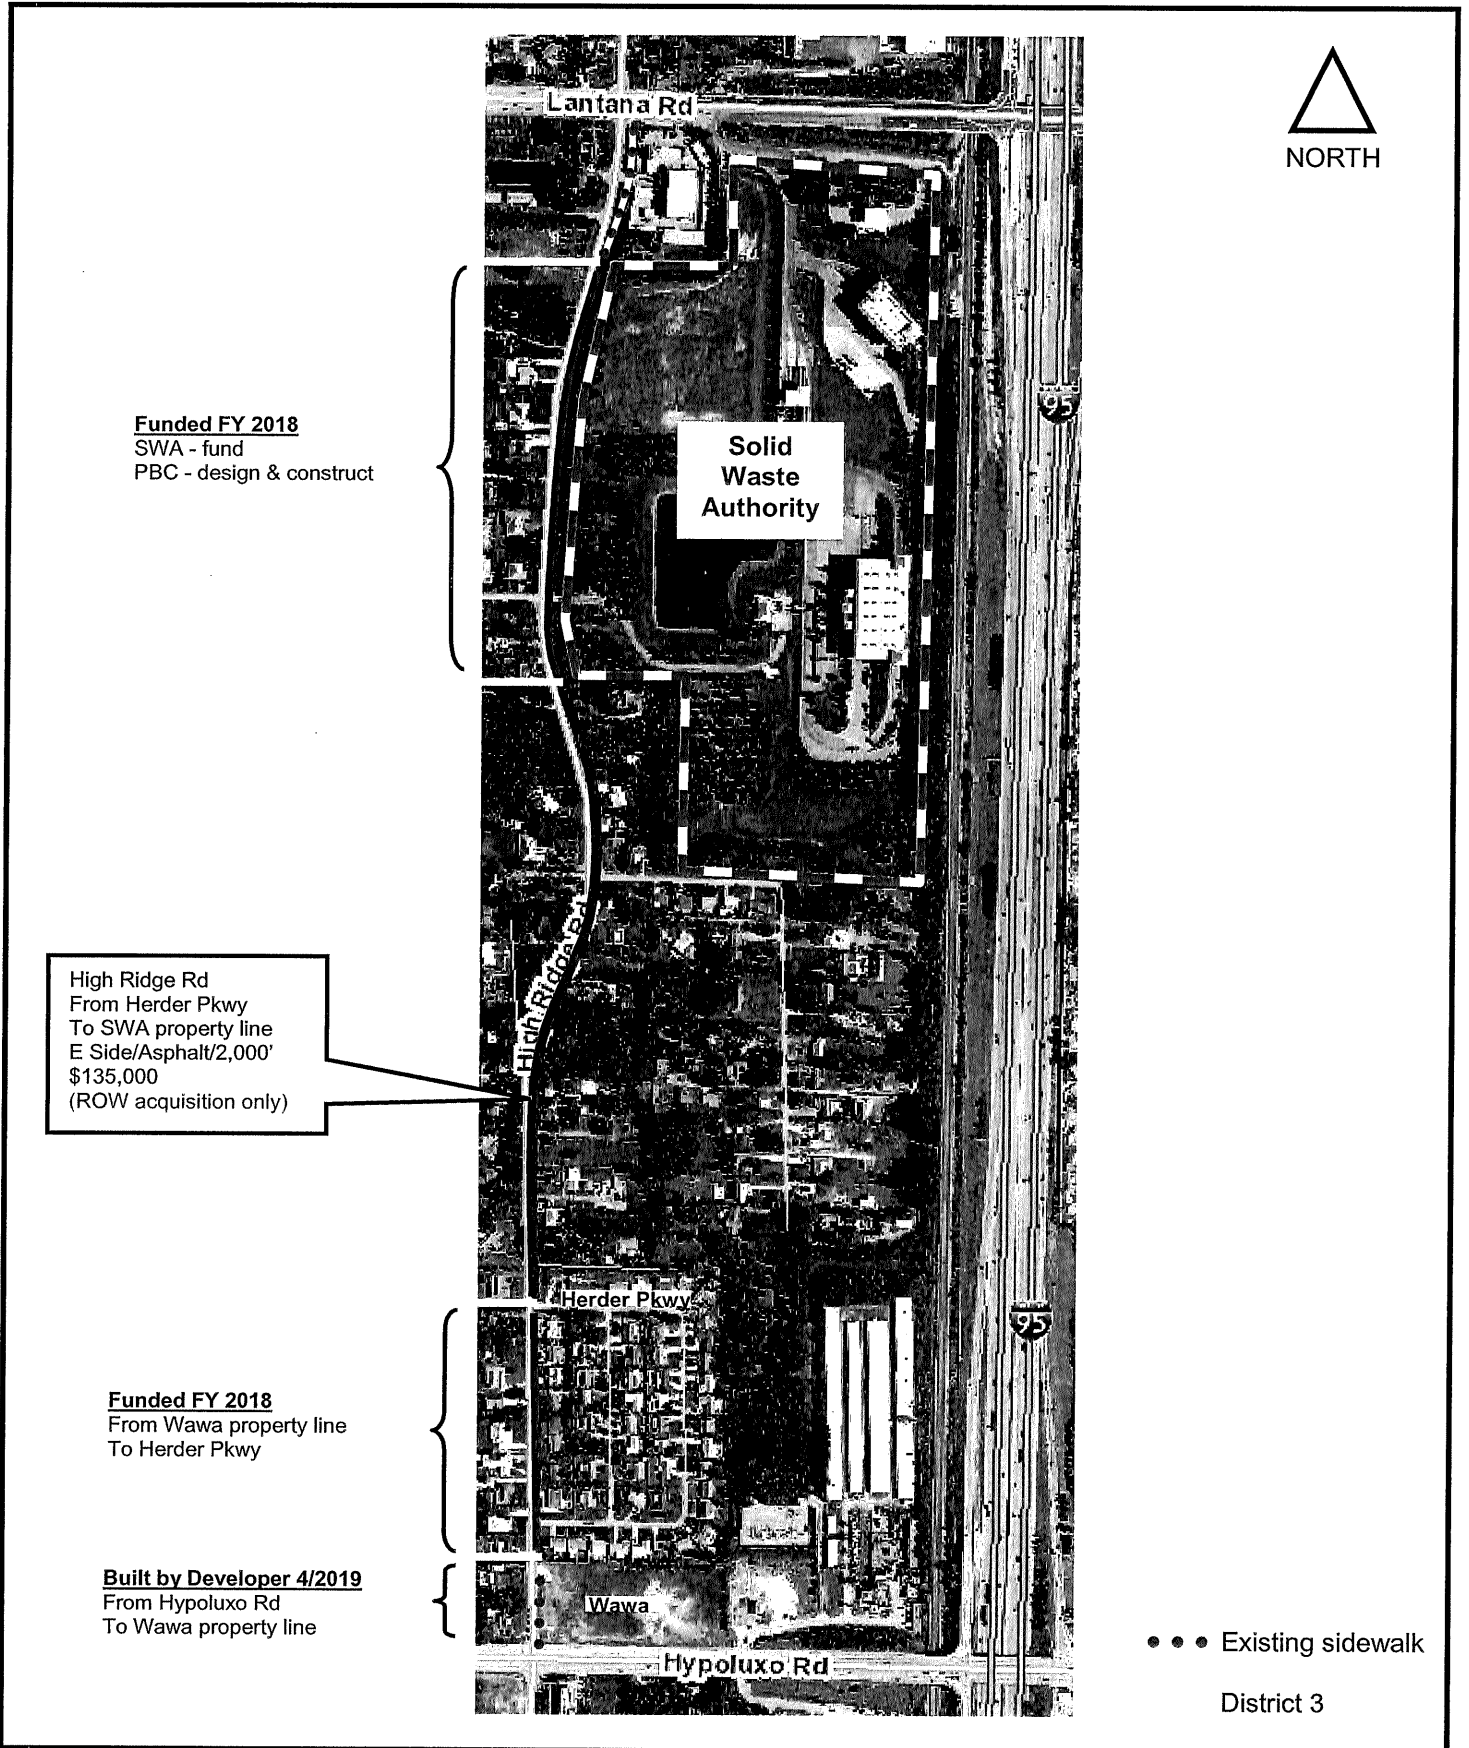 Lantana Rd
NORTH
95
Funded FY 2018
SWA - fund
PBC - design & construct
Solid
Waste
Authority
High Ridge Rd
High Ridge Rd
From Herder Pkwy
To SWA property line
E Side/Asphalt/2,000'
$135,000
(ROW acquisition only)
Herder Pkwy
95
Funded FY 2018
From Wawa property line
To Herder Pkwy
Built by Developer 4/2019
From Hypoluxo Rd
To Wawa property line
Wawa
Hypoluxo Rd
Existing sidewalk
District 3